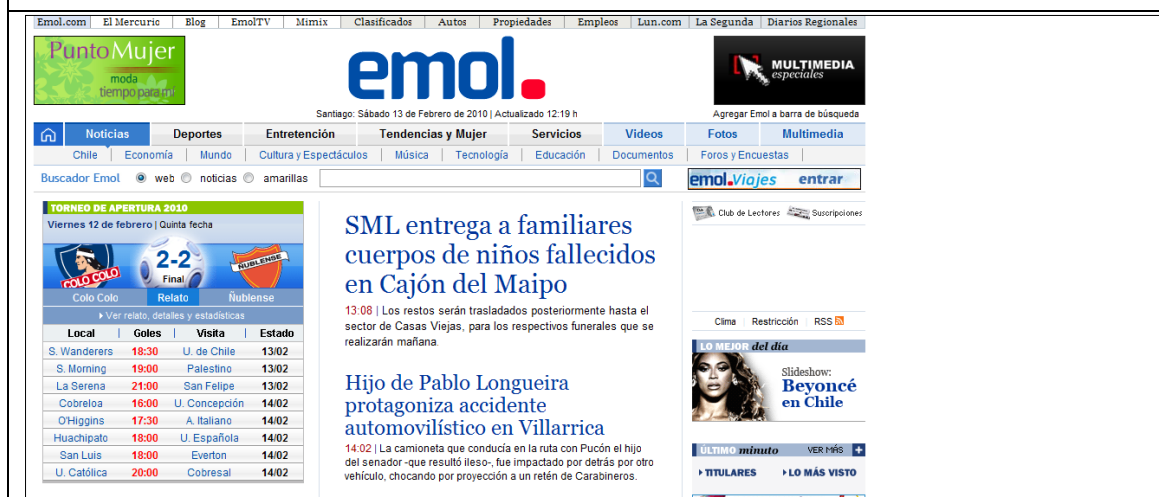 Emol.com El Mercurio Blog EmolTV Mimix Clasificados Autos Propiedades Empleos Lun.com La Segunda Diarios Regionales
PuntoMujer
moda
tiempo para mí
emol.
MULTIMEDIA
especiales
Santiago: Sábado 13 de Febrero de 2010 | Actualizado 12:19 h
Agregar Emol a barra de búsqueda
Noticias Deportes Entretención Tendencias y Mujer Servicios Videos Fotos Multimedia
Chile | Economía | Mundo | Cultura y Espectáculos | Música | Tecnología | Educación | Documentos | Foros y Encuestas |
Buscador Emol web noticias amarillas
emol.Viajes entrar
TORNEO DE APERTURA 2010
Viernes 12 de febrero | Quinta fecha
COLO COLO
2-2
Final
ÑUBLENSE
Colo Colo Relato Ñublense
Ver relato, detalles y estadísticas
Local | Goles | Visita | Estado
S. Wanderers 18:30 U. de Chile 13/02
S. Morning 19:00 Palestino 13/02
La Serena 21:00 San Felipe 13/02
Cobreloa 16:00 U. Concepción 14/02
O'Higgins 17:30 A. Italiano 14/02
Huachipato 18:00 U. Española 14/02
San Luis 18:00 Everton 14/02
U. Católica 20:00 Cobresal 14/02
SML entrega a familiares
cuerpos de niños fallecidos
en Cajón del Maipo
13:08 | Los restos serán trasladados posteriormente hasta el
sector de Casas Viejas, para los respectivos funerales que se
realizarán mañana.
Hijo de Pablo Longueira
protagoniza accidente
automovilístico en Villarrica
14:02 | La camioneta que conducía en la ruta con Pucón el hijo
del senador -que resultó ileso-, fue impactado por detrás por otro
vehículo, chocando por proyección a un retén de Carabineros.
Club de Lectores Suscripciones
Clima Restricción RSS
LO MEJOR del día
Slideshow:
Beyoncé
en Chile
ÚLTIMO minuto VER MÁS +
TITULARES LO MÁS VISTO